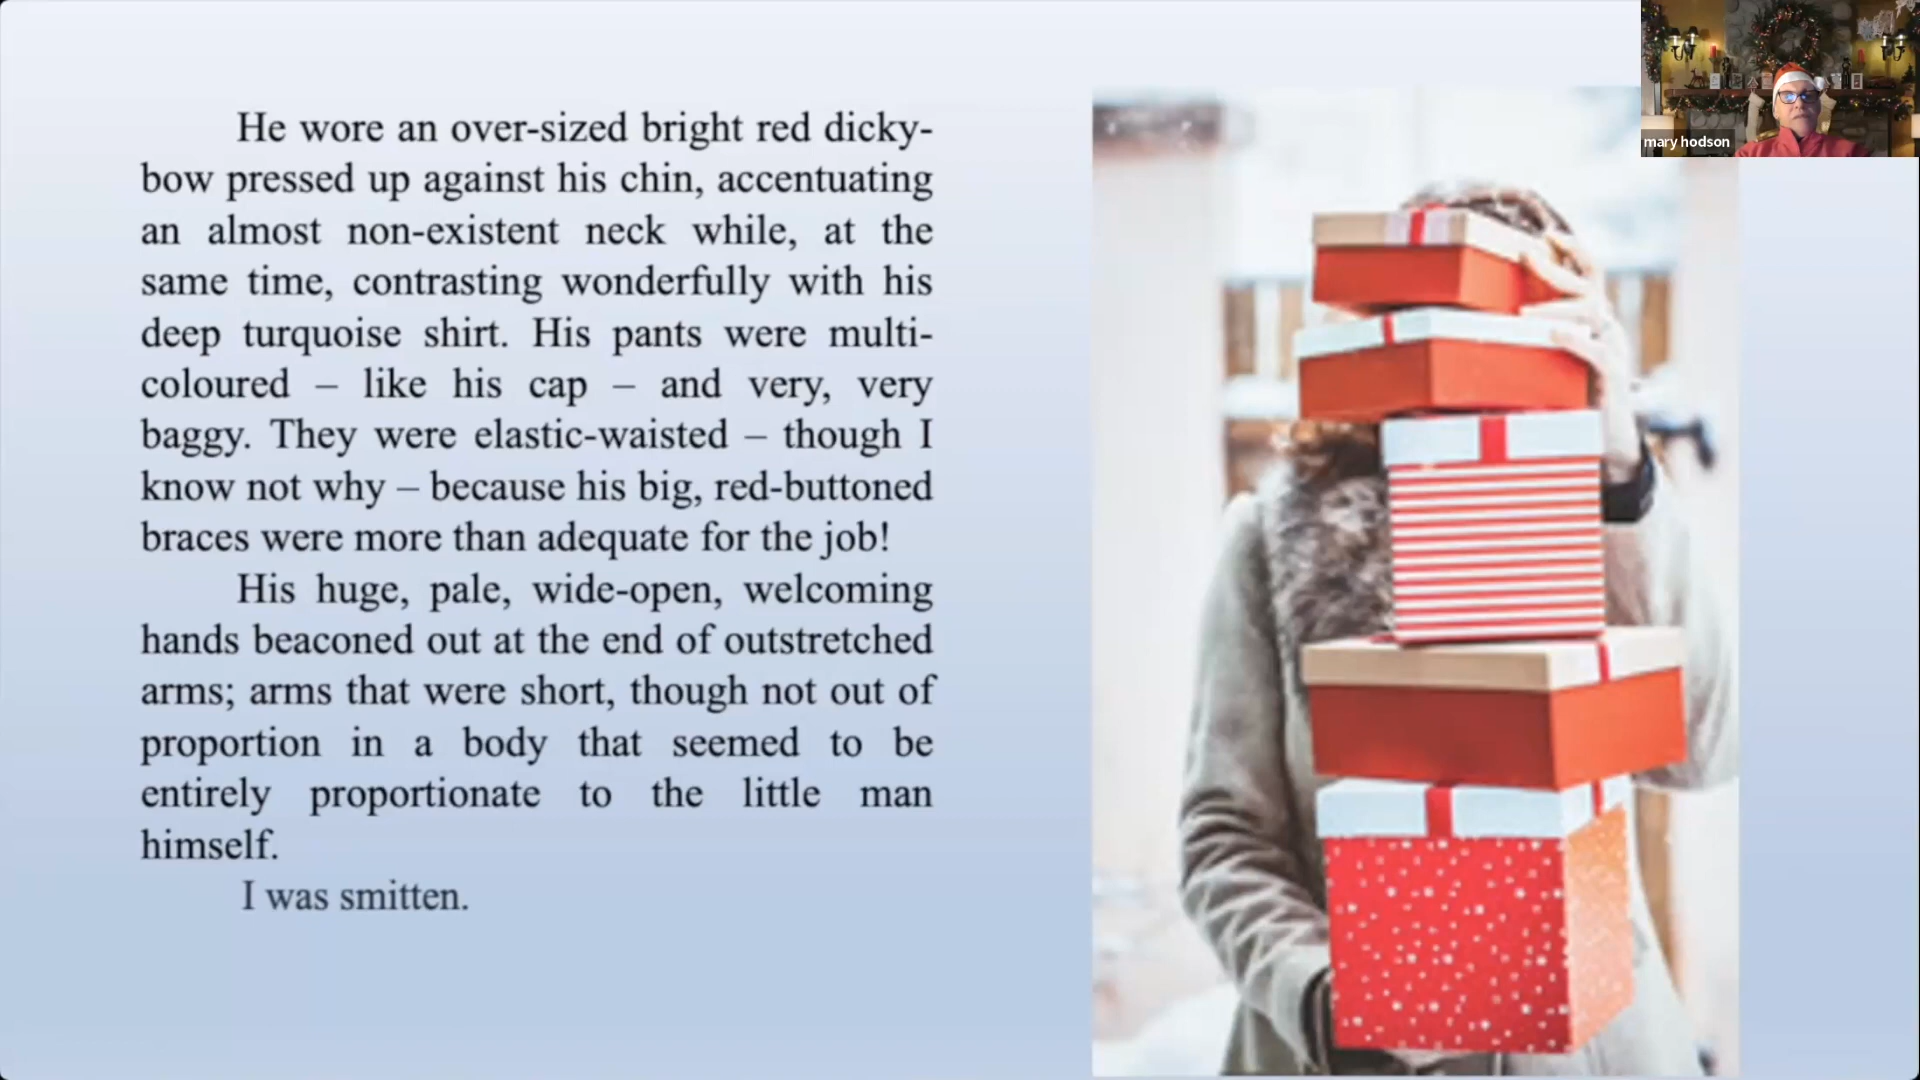 He wore an over-sized bright red dicky-
bow pressed up against his chin, accentuating
an almost non-existent neck while, at the
same time, contrasting wonderfully with his
deep turquoise shirt. His pants were multi-
coloured – like his cap – and very, very
baggy. They were elastic-waisted – though I
know not why – because his big, red-buttoned
braces were more than adequate for the job!
His huge, pale, wide-open, welcoming
hands beaconed out at the end of outstretched
arms; arms that were short, though not out of
proportion in a body that seemed to be
entirely proportionate to the little man
himself.
I was smitten.
mary hodson